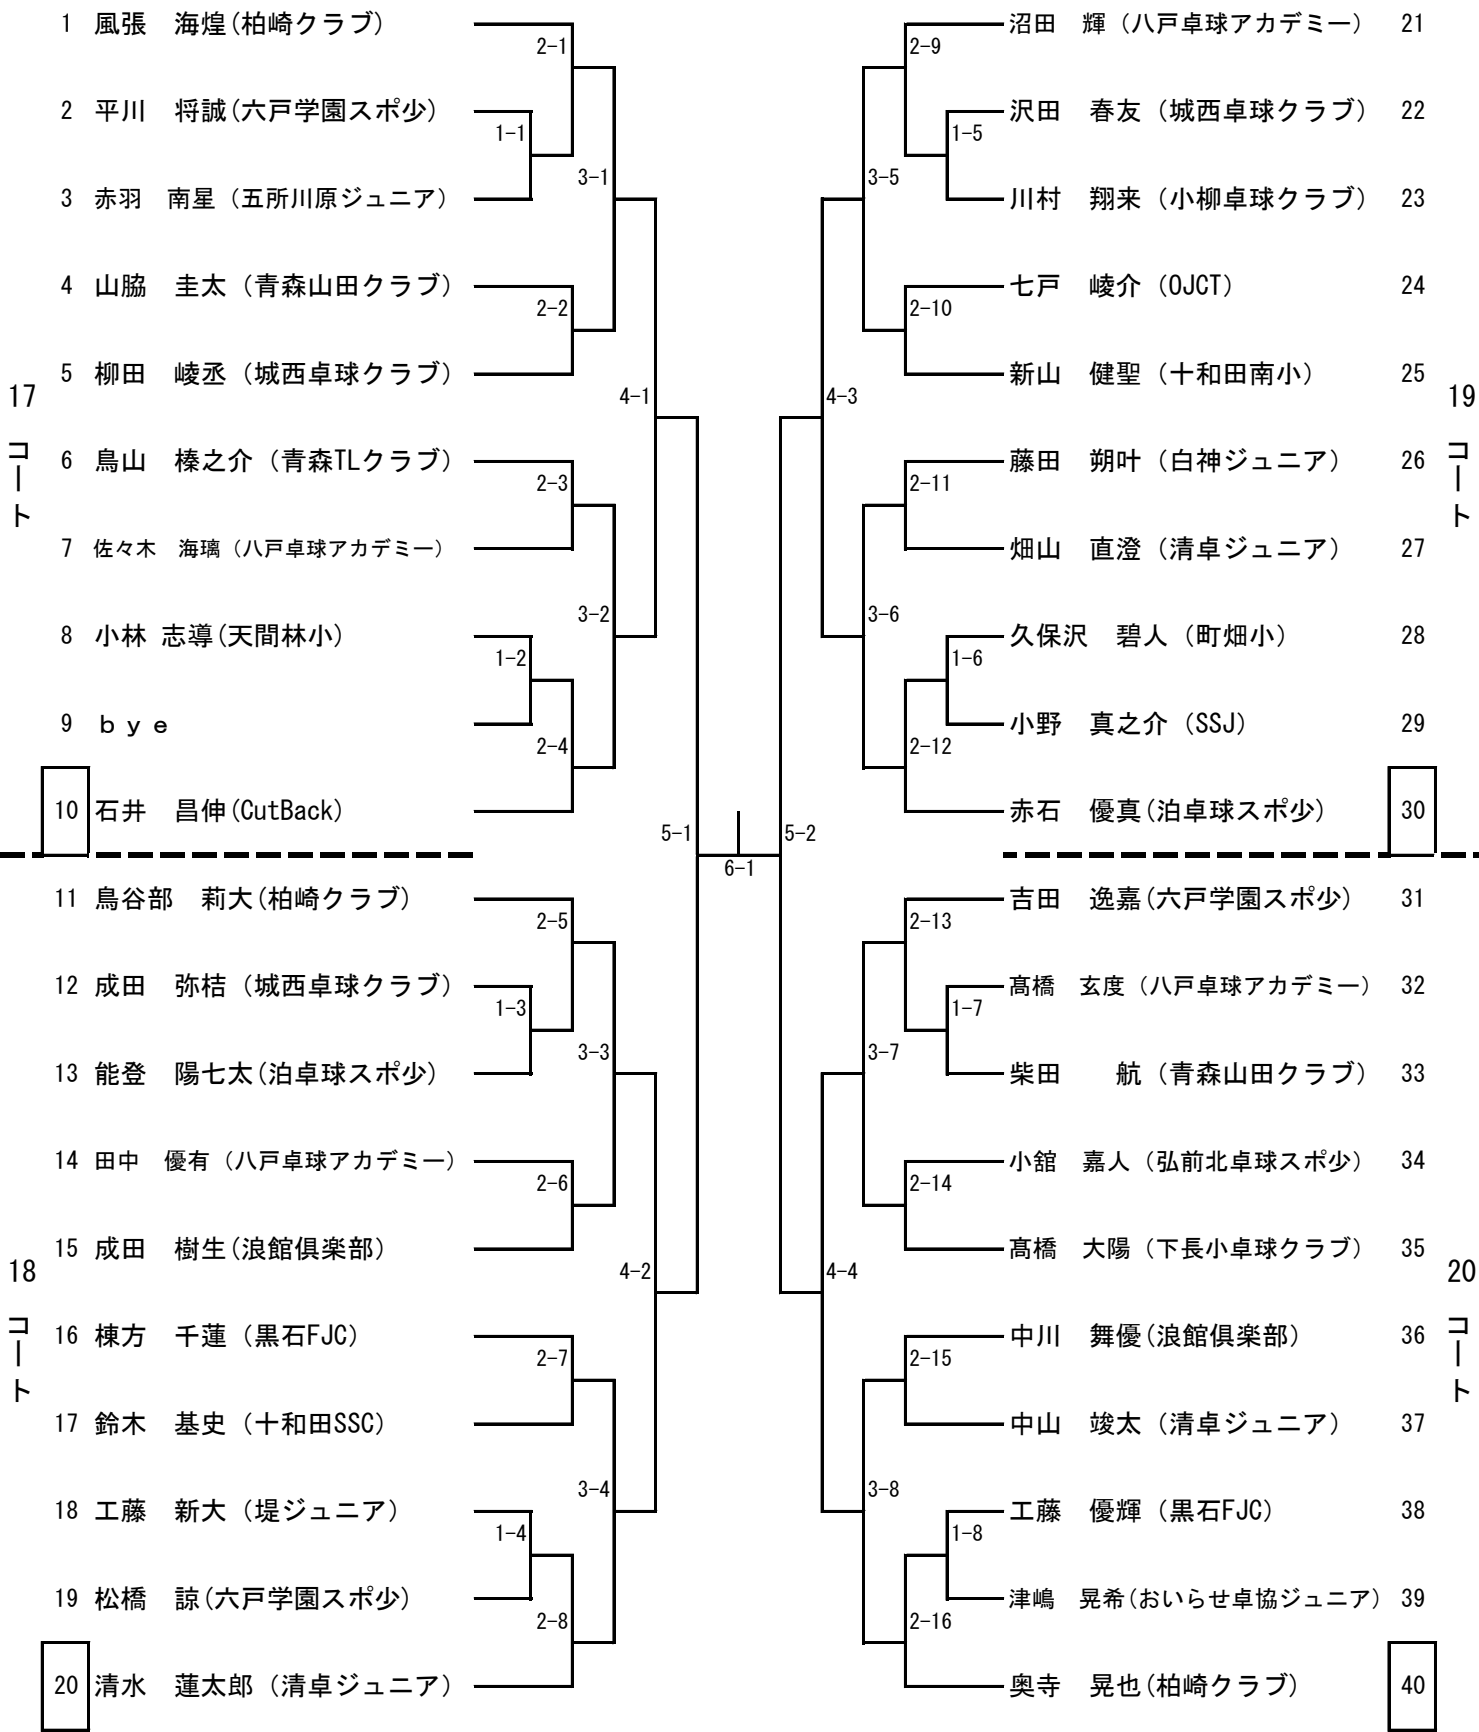 1 風張　海煌(柏崎クラブ)
2-1
2 平川　将誠(六戸学園スポ少)
1-1
3 赤羽　南星（五所川原ジュニア）
3-1
4 山脇　圭太（青森山田クラブ）
2-2
5 柳田　崚丞（城西卓球クラブ）
4-1
17コート
6 鳥山　榛之介（青森TLクラブ）
2-3
7 佐々木　海璃（八戸卓球アカデミー）
3-2
8 小林 志導(天間林小)
1-2
9 ｂｙｅ
2-4
10 石井　昌伸(CutBack)
5-1
11 鳥谷部　莉大(柏崎クラブ)
2-5
12 成田　弥桔（城西卓球クラブ）
1-3
13 能登　陽七太(泊卓球スポ少)
3-3
14 田中　優有（八戸卓球アカデミー）
2-6
15 成田　樹生(浪館俱楽部)
4-2
18コート
16 棟方　千蓮（黒石FJC）
2-7
17 鈴木　基史（十和田SSC）
3-4
18 工藤　新大（堤ジュニア）
1-4
19 松橋　諒(六戸学園スポ少)
2-8
20 清水　蓮太郎（清卓ジュニア）
6-1
沼田　輝（八戸卓球アカデミー） 21
2-9
沢田　春友（城西卓球クラブ） 22
1-5
川村　翔来（小柳卓球クラブ） 23
3-5
七戸　崚介（OJCT） 24
2-10
新山　健聖（十和田南小） 25
4-3
19コート
藤田　朔叶（白神ジュニア） 26
2-11
畑山　直澄（清卓ジュニア） 27
3-6
久保沢　碧人（町畑小） 28
1-6
小野　真之介（SSJ） 29
2-12
赤石　優真(泊卓球スポ少) 30
5-2
吉田　逸嘉(六戸学園スポ少) 31
2-13
髙橋　玄度（八戸卓球アカデミー） 32
1-7
柴田　　航（青森山田クラブ） 33
3-7
小舘　嘉人（弘前北卓球スポ少） 34
2-14
髙橋　大陽（下長小卓球クラブ） 35
4-4
20コート
中川　舞優(浪館俱楽部) 36
2-15
中山　竣太（清卓ジュニア） 37
3-8
工藤　優輝（黒石FJC） 38
1-8
津嶋　晃希(おいらせ卓協ジュニア) 39
2-16
奥寺　晃也(柏崎クラブ) 40